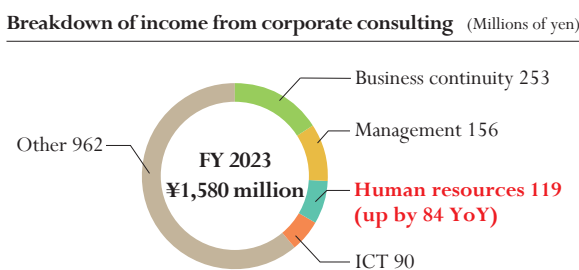 Breakdown of income from corporate consulting (Millions of yen)
Business continuity 253
Management 156
Other 962
FY 2023
¥1,580 million
Human resources 119
(up by 84 YoY)
ICT 90